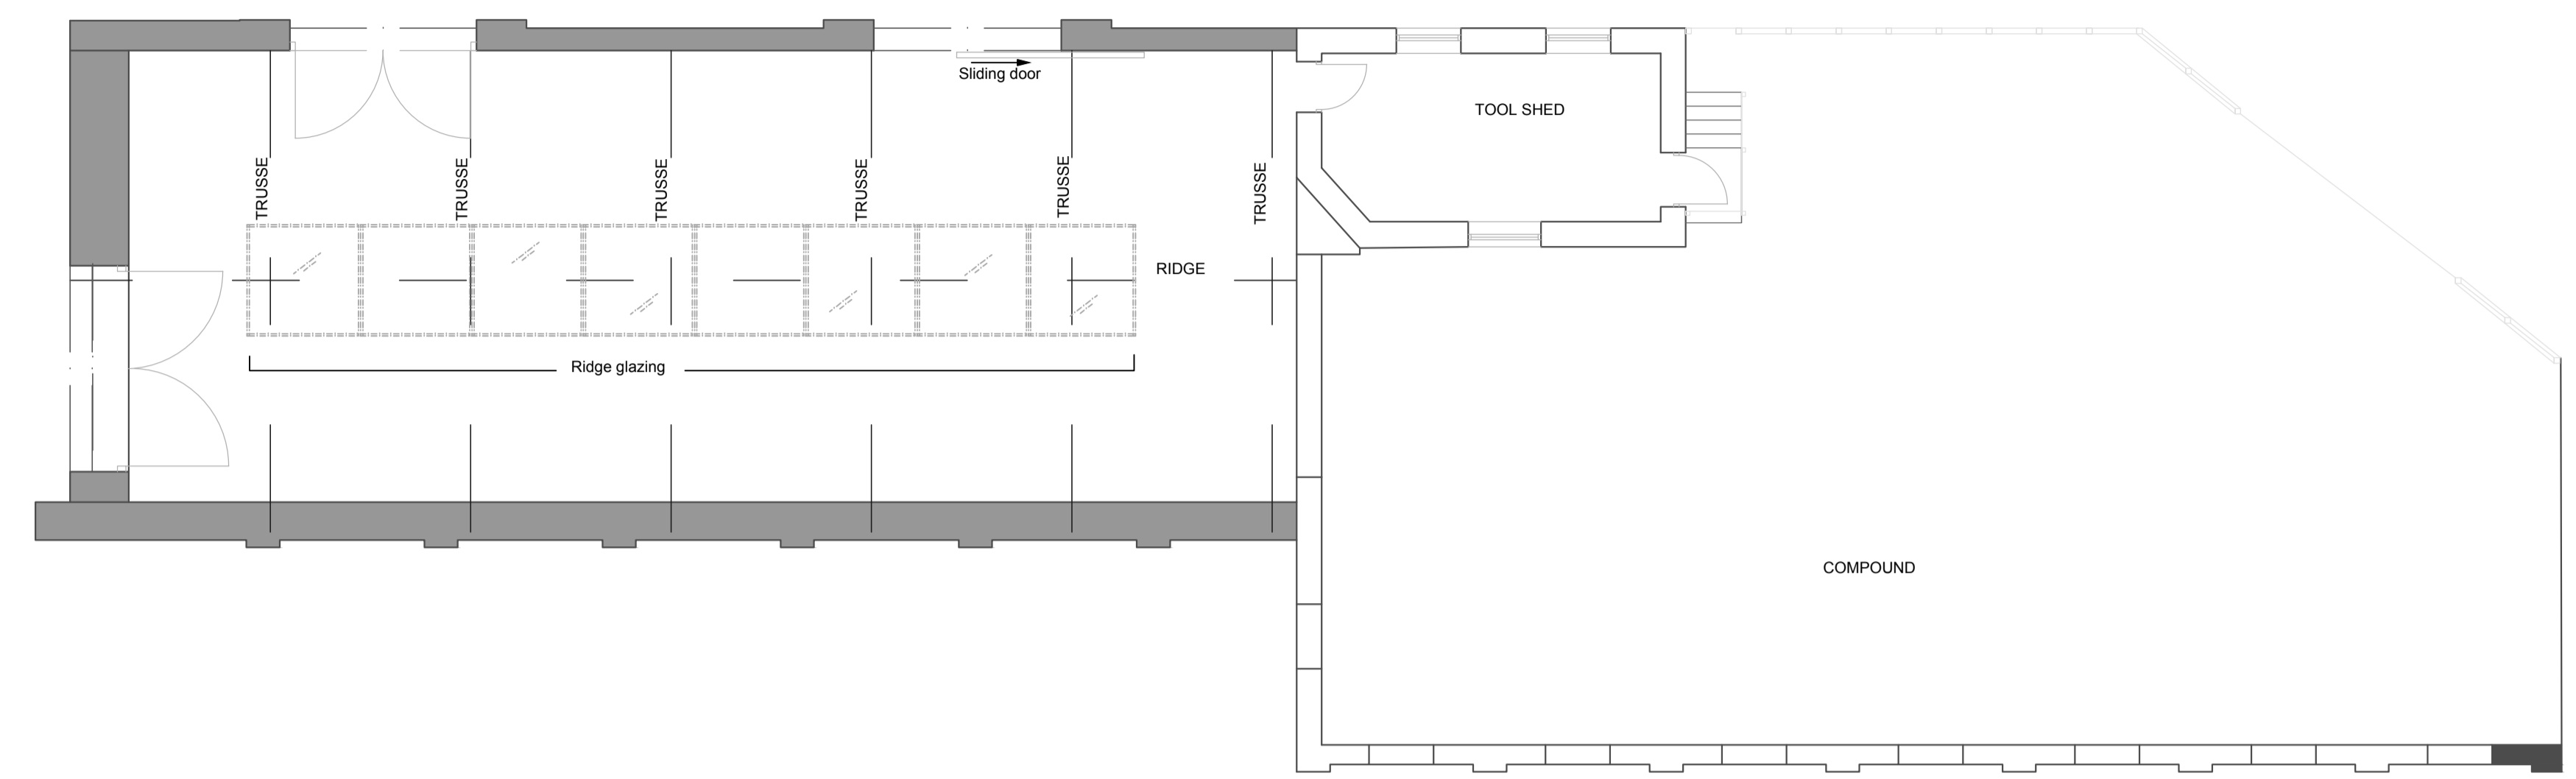 Sliding door
TOOL SHED
TRUSSE
TRUSSE
TRUSSE
TRUSSE
TRUSSE
TRUSSE
RIDGE
Ridge glazing
COMPOUND